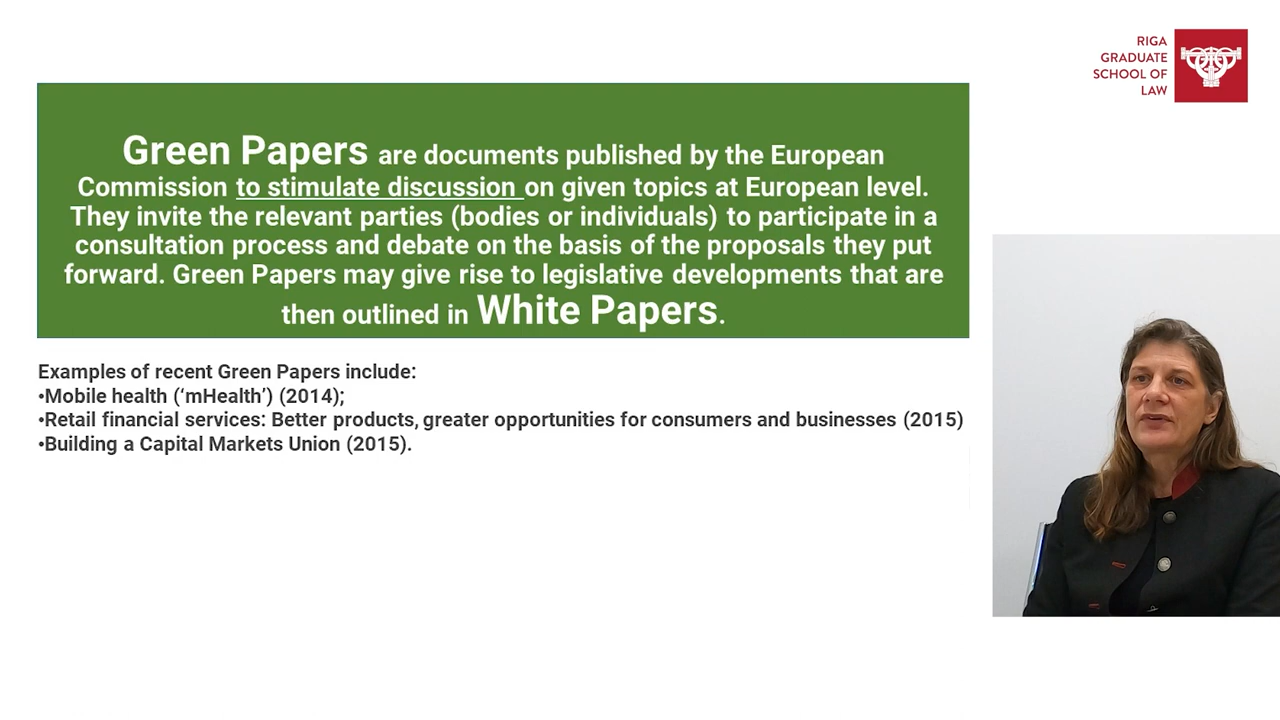 RIGA
GRADUATE
SCHOOL OF
LAW
Green Papers are documents published by the European
Commission to stimulate discussion on given topics at European level.
They invite the relevant parties (bodies or individuals) to participate in a
consultation process and debate on the basis of the proposals they put
forward. Green Papers may give rise to legislative developments that are
then outlined in White Papers.
Examples of recent Green Papers include:
•Mobile health (‘mHealth’) (2014);
•Retail financial services: Better products, greater opportunities for consumers and businesses (2015)
•Building a Capital Markets Union (2015).